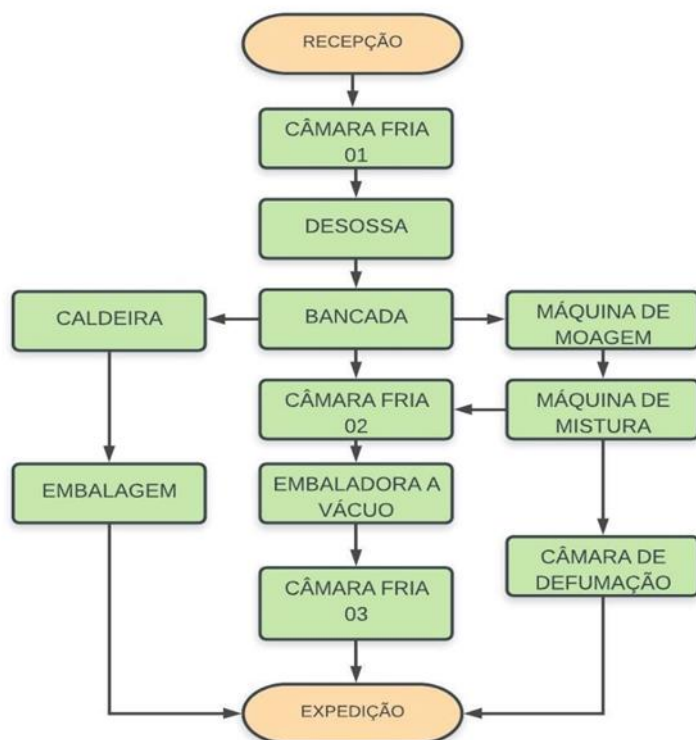 RECEPÇÃO
CÂMARA FRIA
01
DESOSSA
CALDEIRA
BANCADA
MÁQUINA DE
MOAGEM
CÂMARA FRIA
02
MÁQUINA DE
MISTURA
EMBALAGEM
EMBALADORA A
VÁCUO
CÂMARA DE
DEFUMAÇÃO
CÂMARA FRIA
03
EXPEDIÇÃO